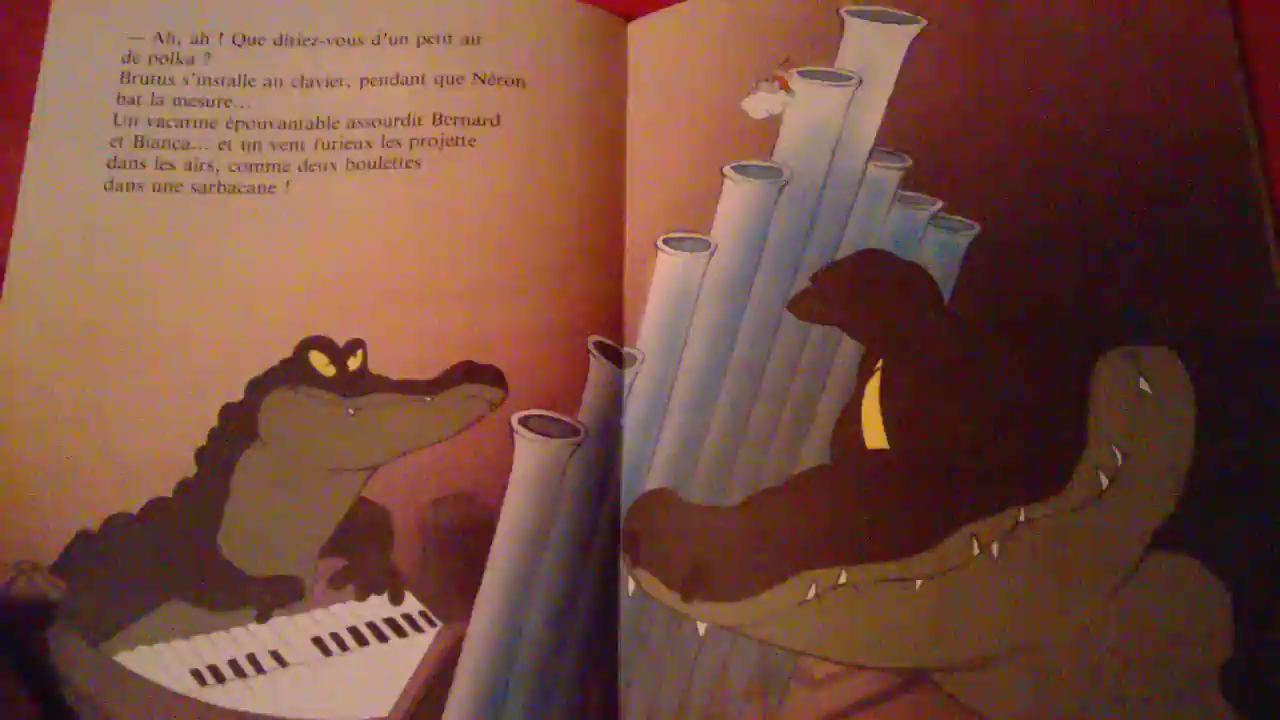 — Ah, ah ! Que diriez-vous d'un petit air
de polka ?
Brutus s'installe au clavier, pendant que Néron
bat la mesure...
Un vacarme épouvantable assourdit Bernard
et Bianca... et un vent furieux les projette
dans les airs, comme deux boulettes
dans une sarbacane !